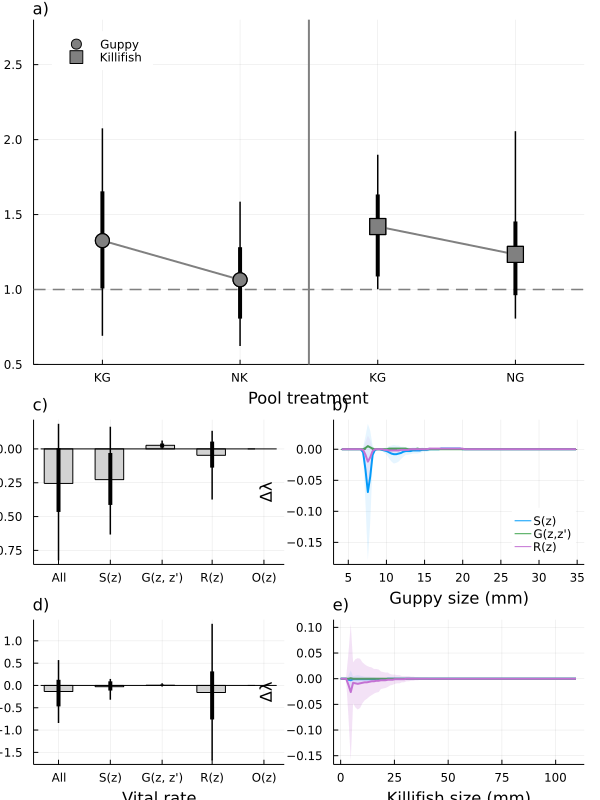 a)
Guppy
Killifish
2.5
2.0
1.5
1.0
0.5
KG
NK
KG
NG
Pool treatment
c)
0.00
0.25
0.50
0.75
All
S(z)
G(z, z')
R(z)
O(z)
b)
Δλ
0.00
−0.05
−0.10
−0.15
S(z)
G(z,z')
R(z)
5
10
15
20
25
30
35
Guppy size (mm)
d)
1.0
0.5
0.0
−0.5
−1.0
−1.5
All
S(z)
G(z, z')
R(z)
O(z)
Vital rate
e)
Δλ
0.10
0.05
0.00
−0.05
−0.10
−0.15
0
25
50
75
100
Killifish size (mm)